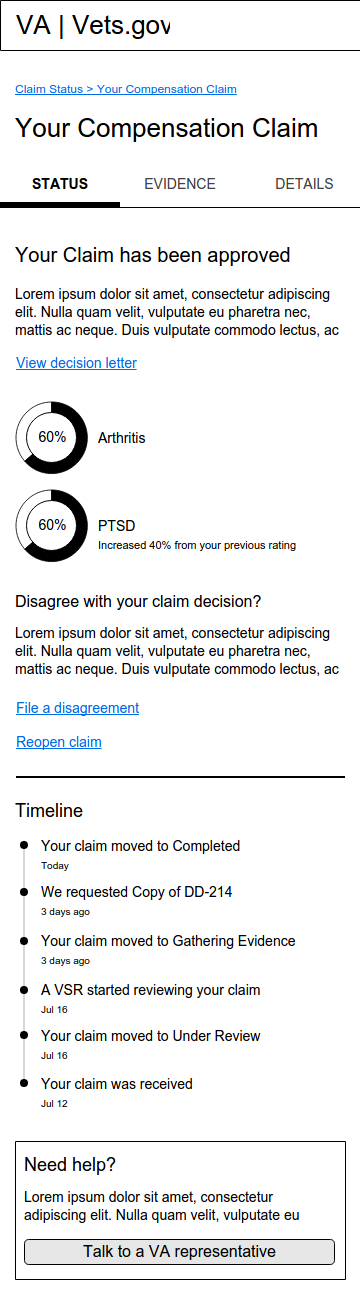 VA | Vets.gov
Claim Status > Your Compensation Claim
Your Compensation Claim
STATUS EVIDENCE DETAILS
Your Claim has been approved
Lorem ipsum dolor sit amet, consectetur adipiscing
elit. Nulla quam velit, vulputate eu pharetra nec,
mattis ac neque. Duis vulputate commodo lectus, ac
View decision letter
60% Arthritis
60% PTSD
Increased 40% from your previous rating
Disagree with your claim decision?
Lorem ipsum dolor sit amet, consectetur adipiscing
elit. Nulla quam velit, vulputate eu pharetra nec,
mattis ac neque. Duis vulputate commodo lectus, ac
File a disagreement
Reopen claim
Timeline
Your claim moved to Completed
Today
We requested Copy of DD-214
3 days ago
Your claim moved to Gathering Evidence
3 days ago
A VSR started reviewing your claim
Jul 16
Your claim moved to Under Review
Jul 16
Your claim was received
Jul 12
Need help?
Lorem ipsum dolor sit amet, consectetur
adipiscing elit. Nulla quam velit, vulputate eu
Talk to a VA representative